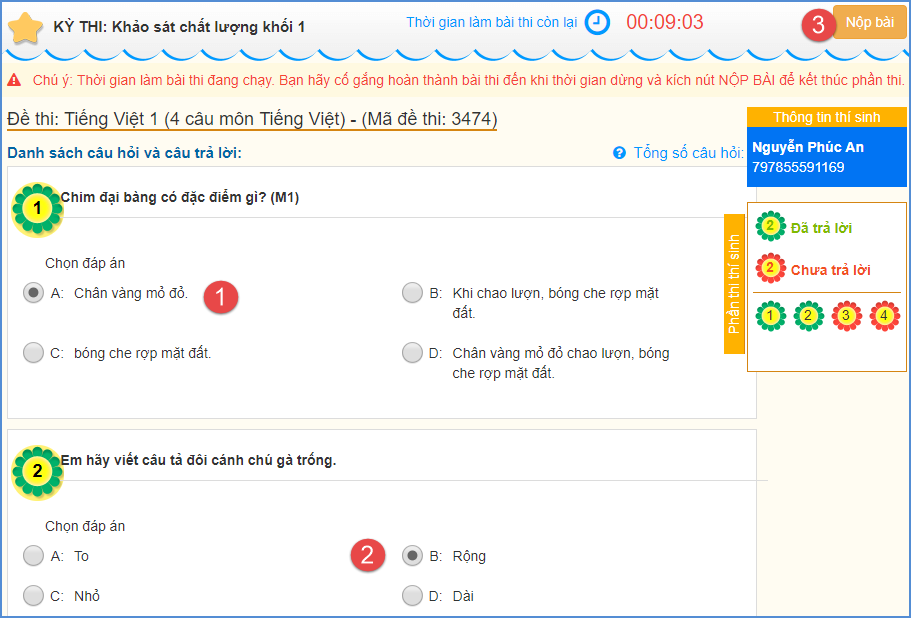 KỲ THI: Khảo sát chất lượng khối 1
Thời gian làm bài thi còn lại 00:09:03
3 Nộp bài
Chú ý: Thời gian làm bài thi đang chạy. Bạn hãy cố gắng hoàn thành bài thi đến khi thời gian dừng và kích nút NỘP BÀI để kết thúc phần thi.
Đề thi: Tiếng Việt 1 (4 câu môn Tiếng Việt) - (Mã đề thi: 3474)
Danh sách câu hỏi và câu trả lời:
? Tổng số câu hỏi:
1 Chim đại bàng có đặc điểm gì? (M1)
Chọn đáp án
A: Chân vàng mỏ đỏ. 1
B: Khi chao lượn, bóng che rợp mặt
đất.
C: bóng che rợp mặt đất.
D: Chân vàng mỏ đỏ chao lượn, bóng
che rợp mặt đất.
2 Em hãy viết câu tả đôi cánh chú gà trống.
Chọn đáp án
A: To
2 B: Rộng
C: Nhỏ
D: Dài
Thông tin thí sinh
Nguyễn Phúc An
797855591169
Phần thi thí sinh
2 Đã trả lời
2 Chưa trả lời
1 2 3 4